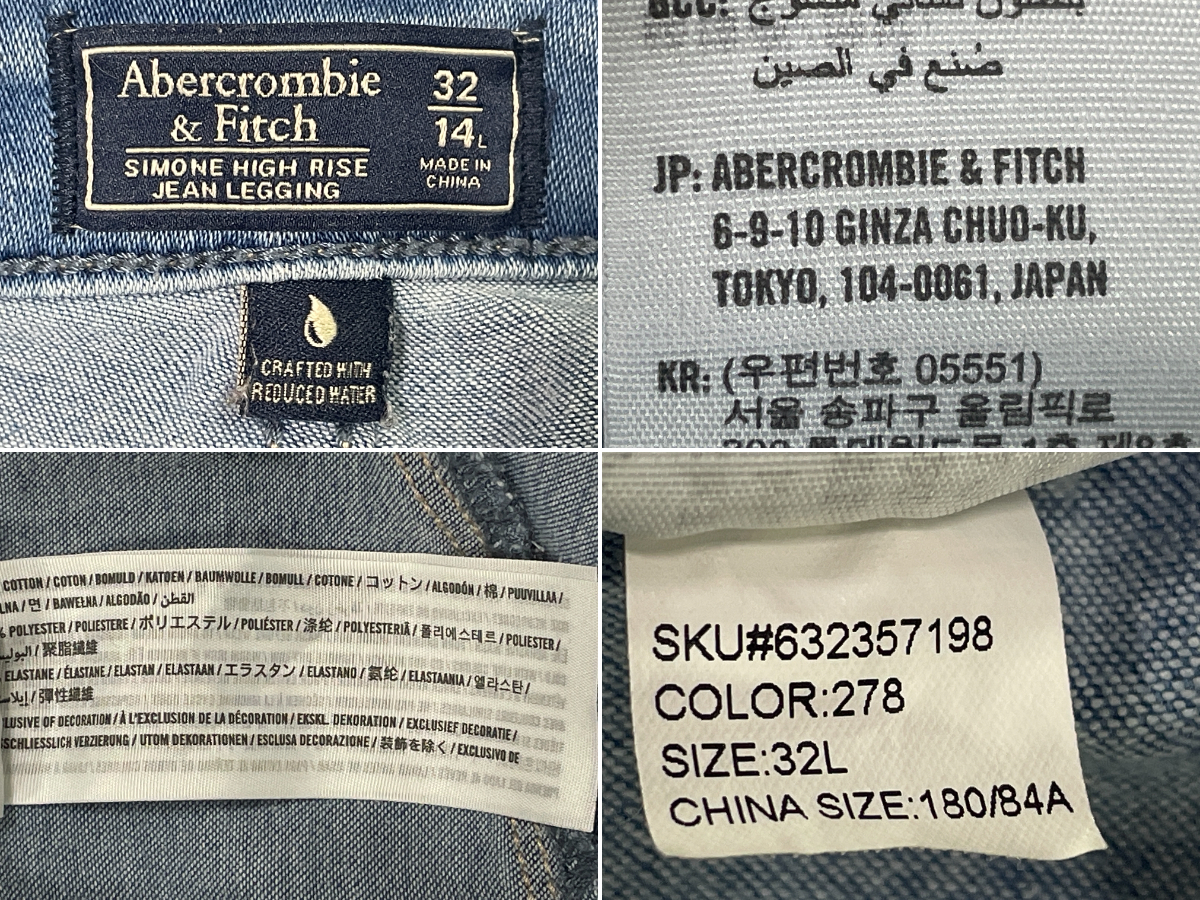 Abercrombie
& Fitch
32
14L
SIMONE HIGH RISE
JEAN LEGGING
MADE IN
CHINA
CRAFTED WITH
REDUCED WATER
GCC:
صُنع في الصين
JP: ABERCROMBIE & FITCH
6-9-10 GINZA CHUO-KU,
TOKYO, 104-0061, JAPAN
KR: (우편번호 05551)
서울 송파구 올림픽로
COTTON / COTON / BOMULD / KATOEN / BAUMWOLLE / BOMULL / COTONE / コットン / ALGODÓN / 棉 / PUUVILLAA /
/ 면 / BAWEŁNA / ALGODÃO / القطن
% POLYESTER / POLIESTERE / ポリエステル / POLIÉSTER / 涤纶 / POLYESTERIÄ / 폴리에스테르 / POLIESTER /
/ 聚脂纖維
ELASTANE / ÉLASTANE / ELASTAN / ELASTAAN / エラスタン / ELASTANO / 氨纶 / ELASTAANIA / 엘라스탄 /
/ 彈性纖維
LUSIVE OF DECORATION / À L'EXCLUSION DE LA DÉCORATION / EKSKL. DEKORATION / EXCLUSIEF DECORATIE /
SSCHLIESSLICH VERZIERUNG / UTOM DEKORATIONEN / ESCLUSA DECORAZIONE / 装飾を除く / EXCLUSIVO DE
SKU#632357198
COLOR:278
SIZE:32L
CHINA SIZE:180/84A